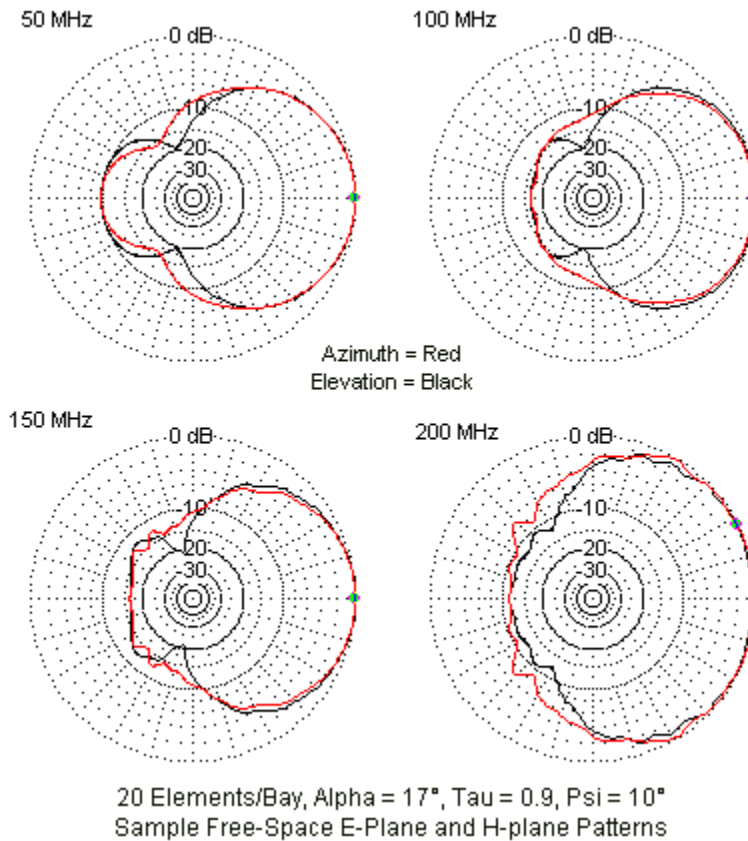 50 MHz
0 dB
-10
-20
-30
100 MHz
0 dB
-10
-20
-30
Azimuth = Red
Elevation = Black
150 MHz
0 dB
-10
-20
-30
200 MHz
0 dB
-10
-20
-30
20 Elements/Bay, Alpha = 17°, Tau = 0.9, Psi = 10°
Sample Free-Space E-Plane and H-plane Patterns